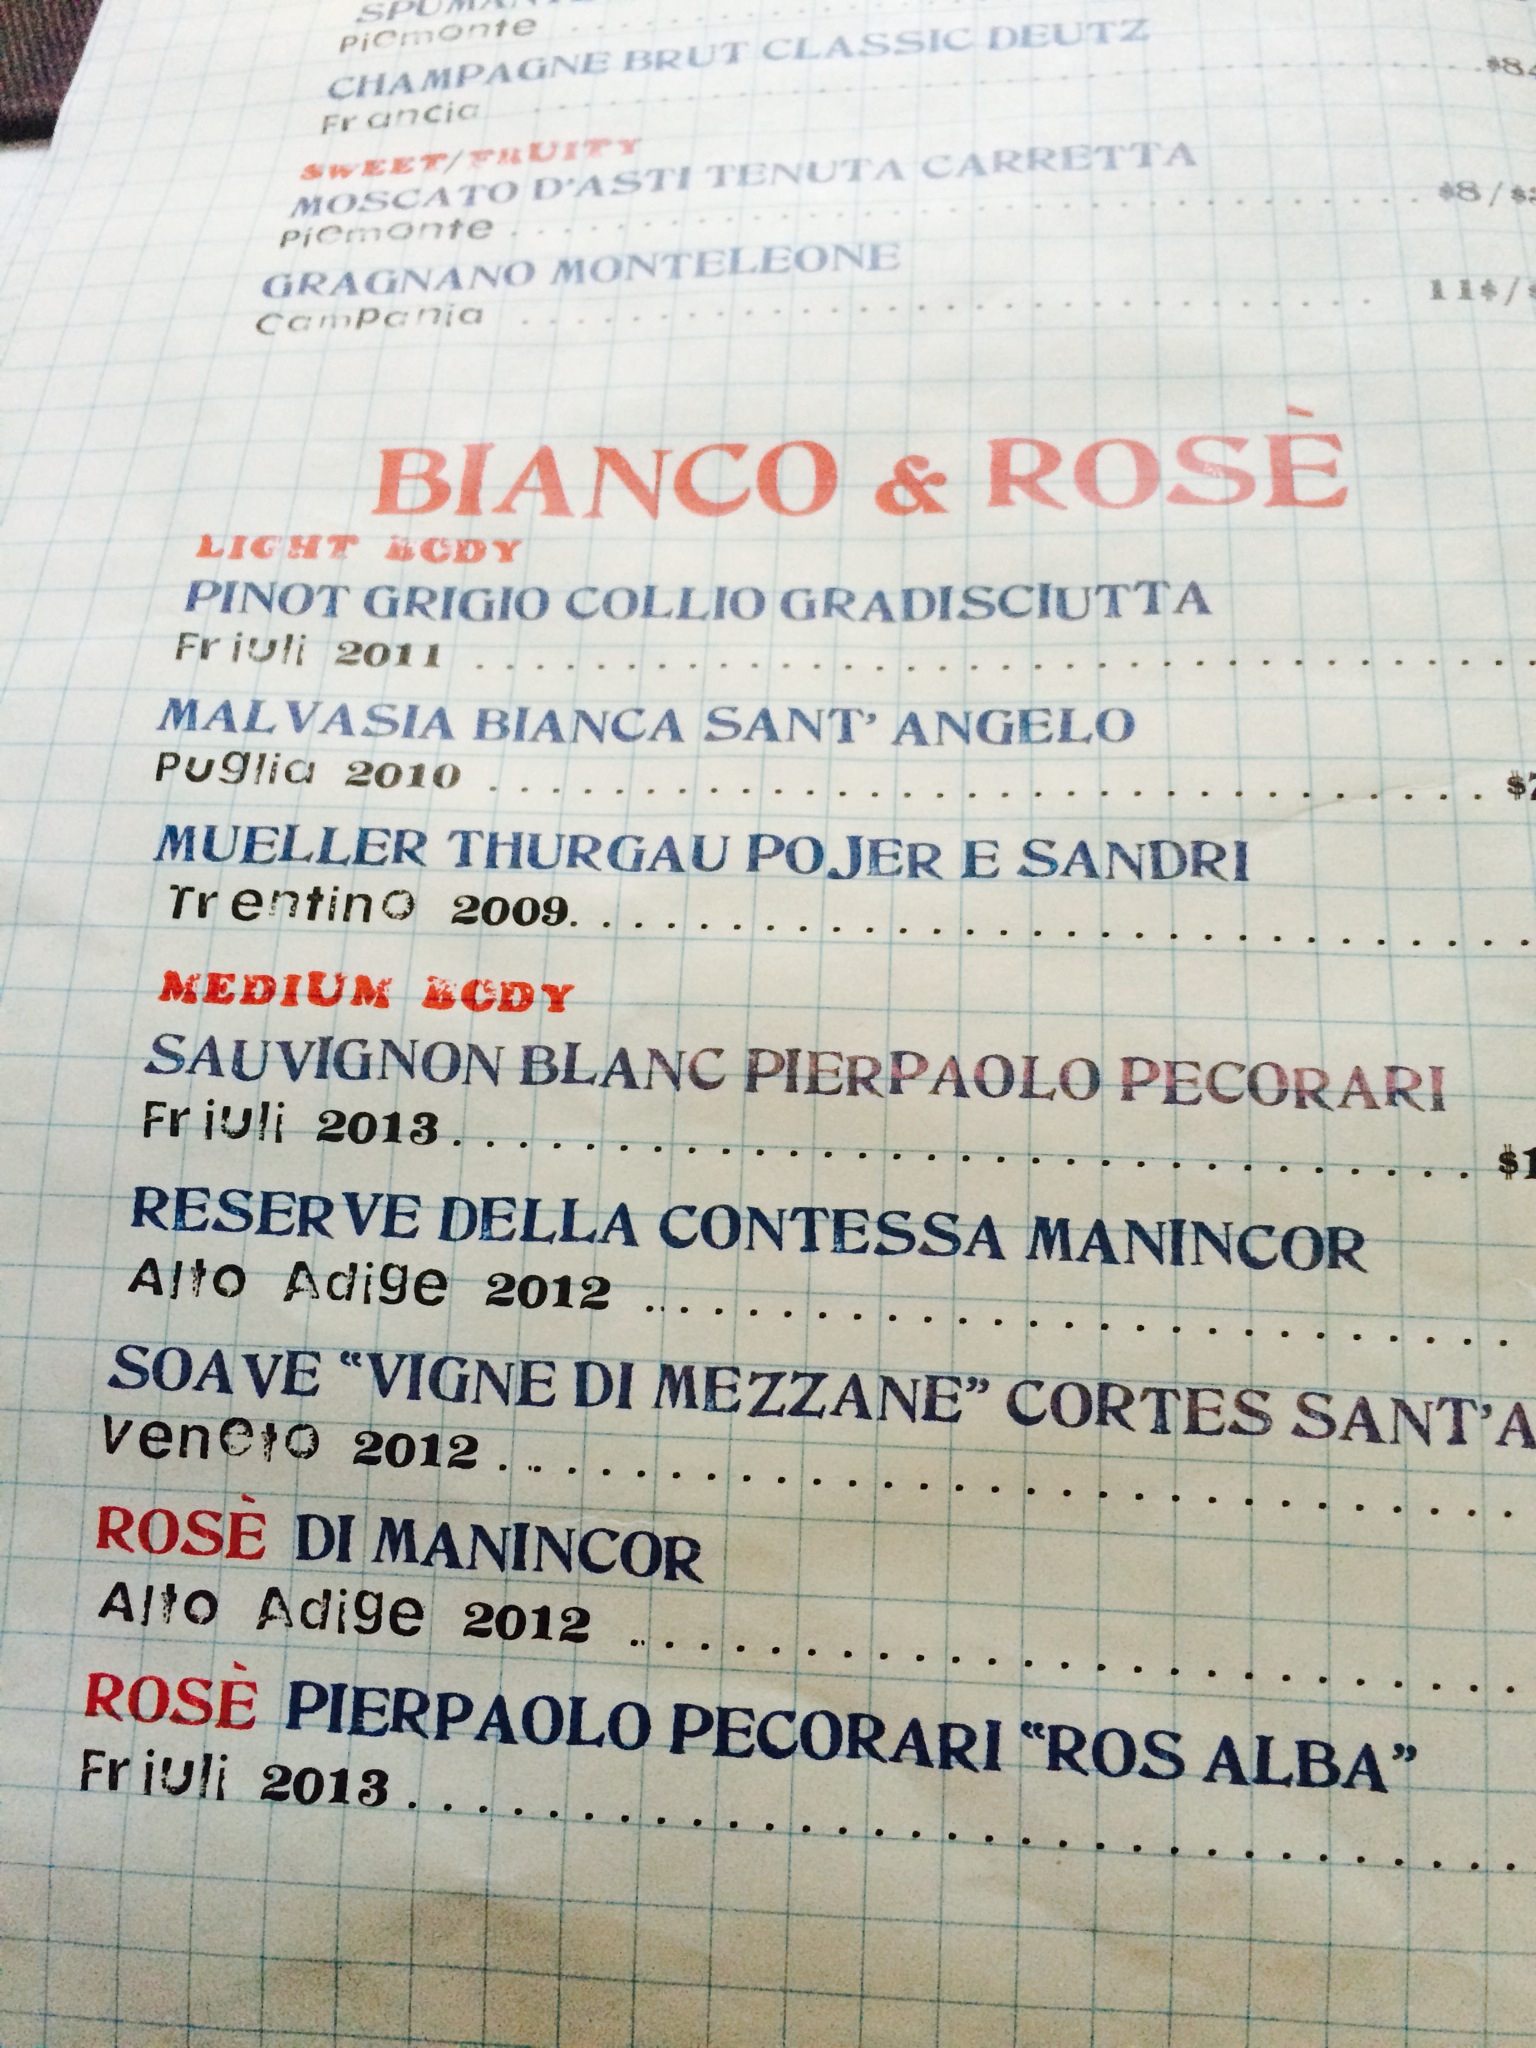 Piemonte
CHAMPAGNE BRUT CLASSIC DEUTZ
Francia
SWEET/FRUITY
MOSCATO D'ASTI TENUTA CARRETTA
Piemonte $8/
GRAGNANO MONTELEONE
Campania 11$/
BIANCO & ROSÈ
LIGHT BODY
PINOT GRIGIO COLLIO GRADISCIUTTA
Friuli 2011
MALVASIA BIANCA SANT' ANGELO
Puglia 2010
MUELLER THURGAU POJER E SANDRI
Trentino 2009
MEDIUM BODY
SAUVIGNON BLANC PIERPAOLO PECORARI
Friuli 2013
RESERVE DELLA CONTESSA MANINCOR
Alto Adige 2012
SOAVE “VIGNE DI MEZZANE” CORTES SANT'A
Veneto 2012
ROSÈ DI MANINCOR
Alto Adige 2012
ROSÈ PIERPAOLO PECORARI “ROS ALBA”
Friuli 2013